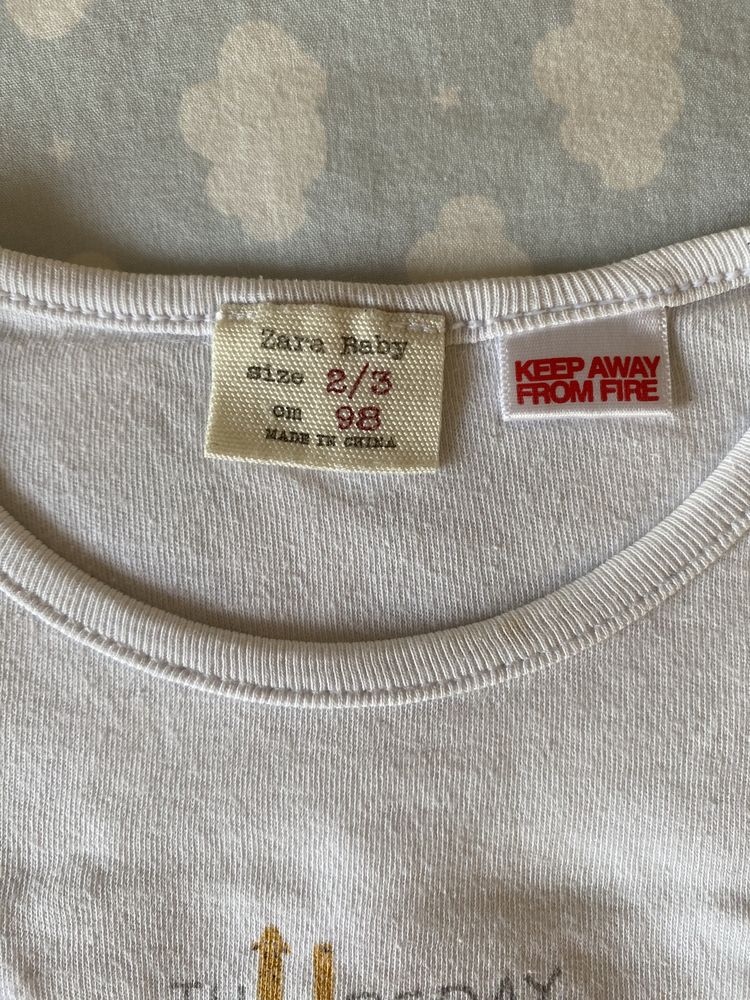 Zara Baby
size 2/3
cm 98
MADE IN CHINA
KEEP AWAY
FROM FIRE